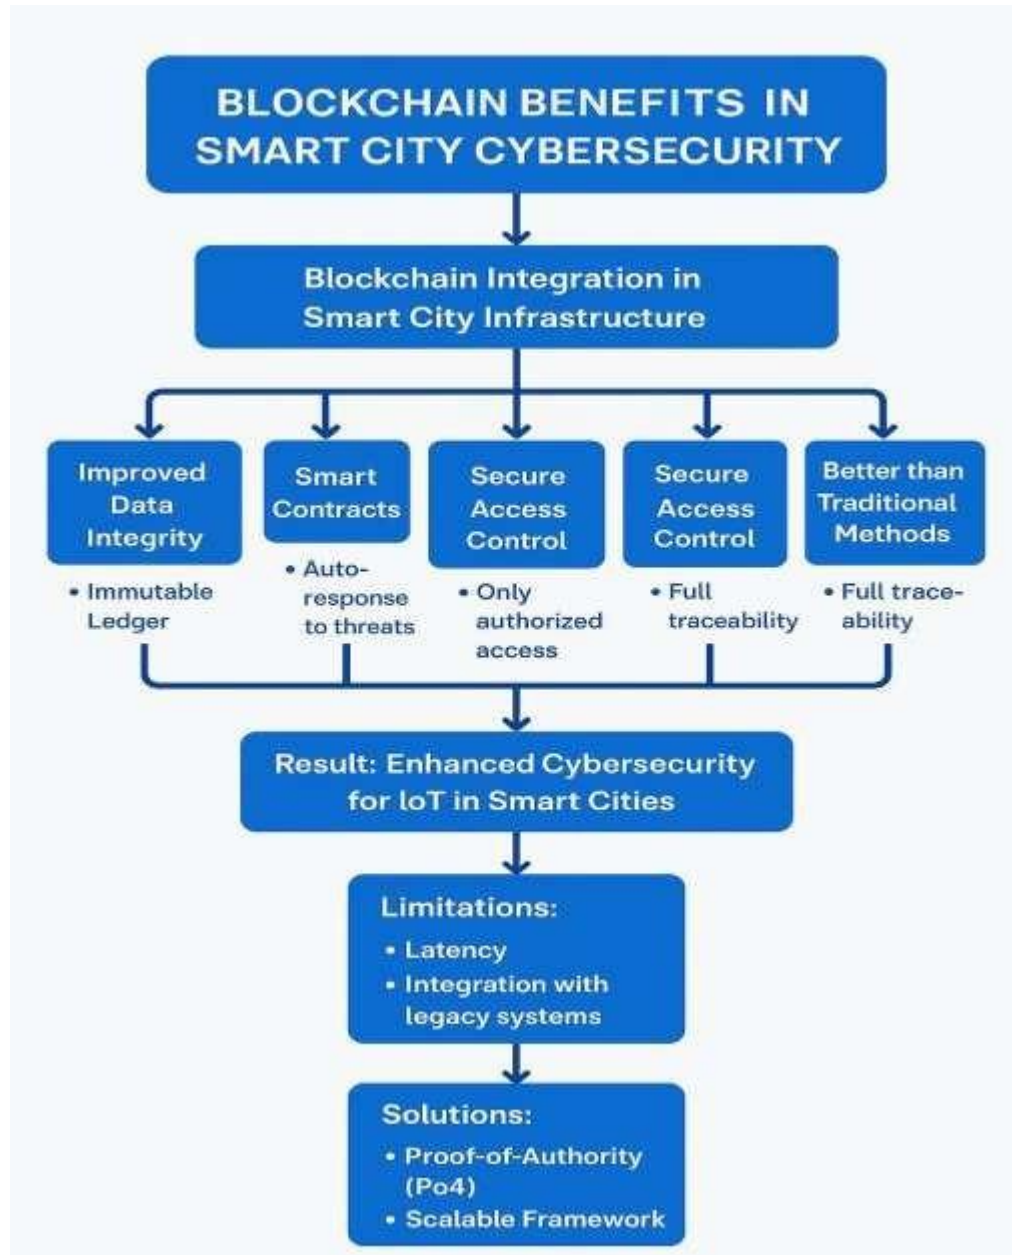 BLOCKCHAIN BENEFITS IN
SMART CITY CYBERSECURITY
Blockchain Integration in
Smart City Infrastructure
Improved
Data
Integrity
• Immutable
Ledger
Smart
Contracts
• Auto-
response
to threats
Secure
Access
Control
• Only
authorized
access
Secure
Access
Control
• Full
traceability
Better than
Traditional
Methods
• Full trace-
ability
Result: Enhanced Cybersecurity
for IoT in Smart Cities
Limitations:
• Latency
• Integration with
legacy systems
Solutions:
• Proof-of-Authority
(Po4)
• Scalable Framework